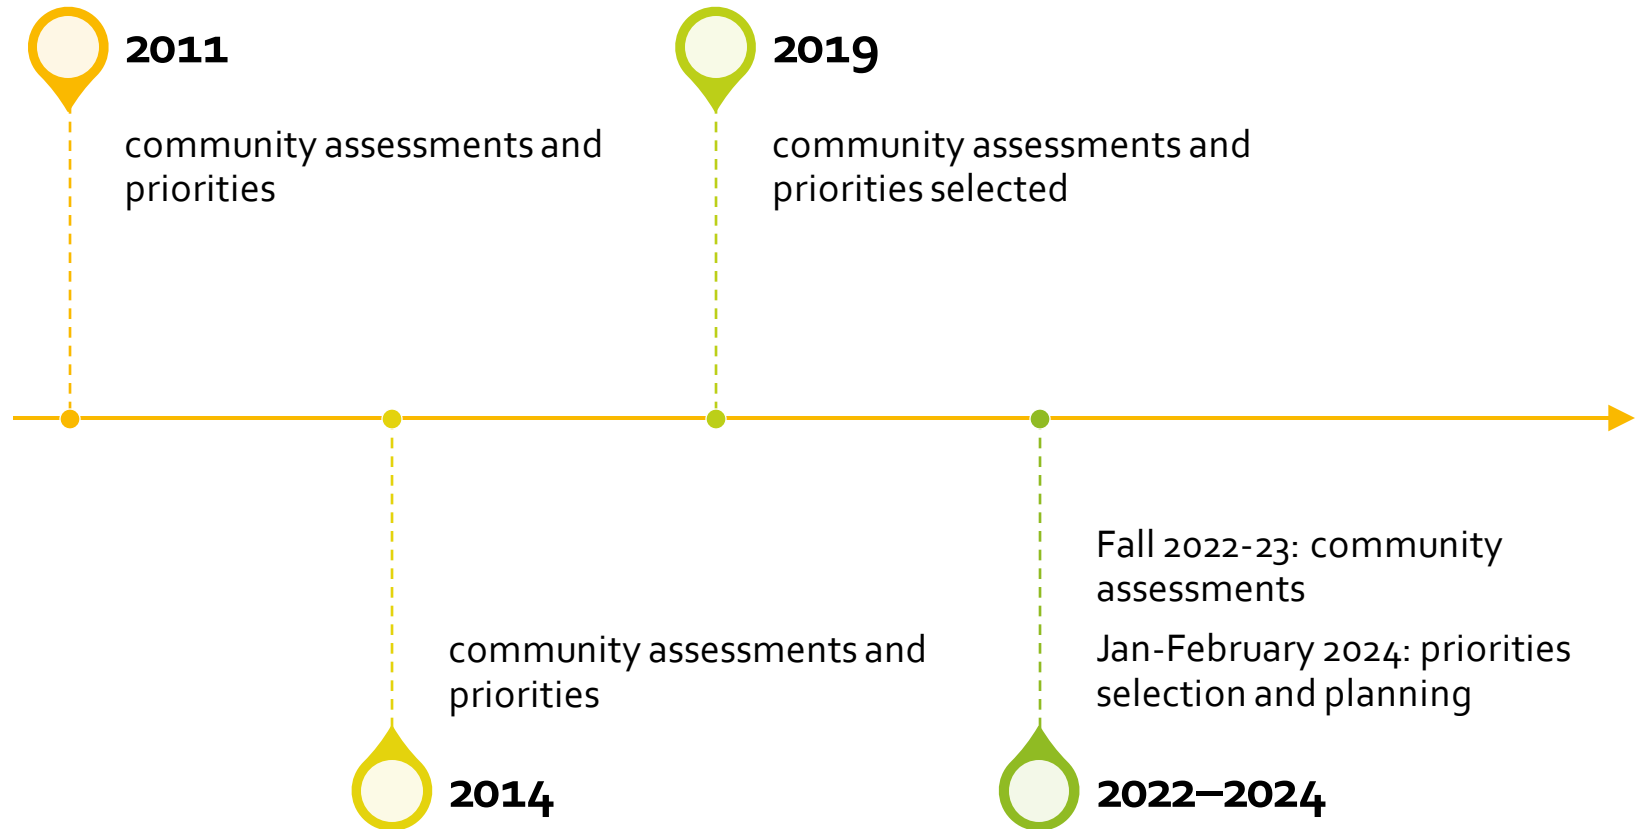 2011
community assessments and
priorities
2019
community assessments and
priorities selected
community assessments and
priorities
2014
Fall 2022-23: community
assessments
Jan-February 2024: priorities
selection and planning
2022–2024